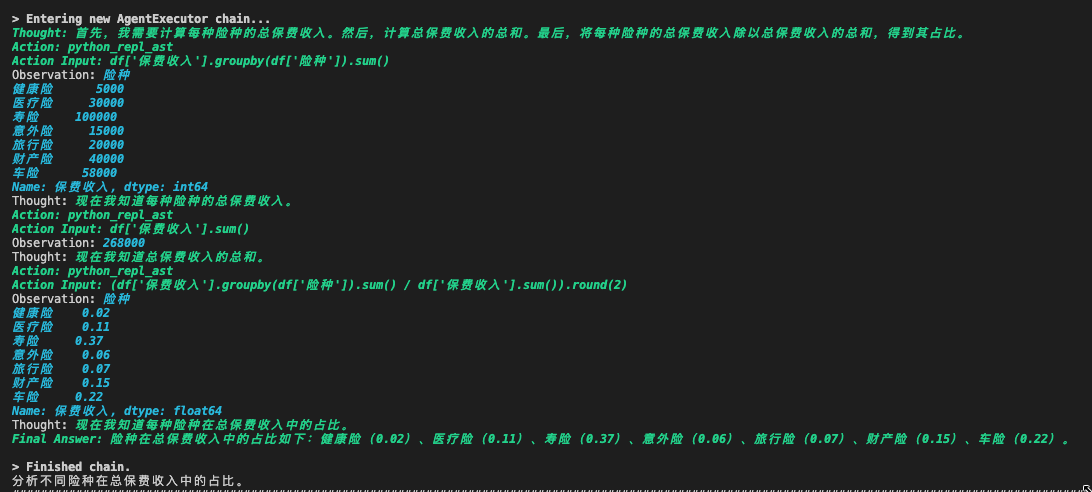 > Entering new AgentExecutor chain...
Thought: 首先，我需要计算每种险种的总保费收入。然后，计算总保费收入的总和。最后，将每种险种的总保费收入除以总保费收入的总和，得到其占比。
Action: python_repl_ast
Action Input: df['保费收入'].groupby(df['险种']).sum()
Observation: 险种
健康险 5000
医疗险 30000
寿险 100000
意外险 15000
旅行险 20000
财产险 40000
车险 58000
Name: 保费收入, dtype: int64
Thought: 现在我知道每种险种的总保费收入。
Action: python_repl_ast
Action Input: df['保费收入'].sum()
Observation: 268000
Thought: 现在我知道总保费收入的总和。
Action: python_repl_ast
Action Input: (df['保费收入'].groupby(df['险种']).sum() / df['保费收入'].sum()).round(2)
Observation: 险种
健康险 0.02
医疗险 0.11
寿险 0.37
意外险 0.06
旅行险 0.07
财产险 0.15
车险 0.22
Name: 保费收入, dtype: float64
Thought: 现在我知道每种险种在总保费收入中的占比。
Final Answer: 险种在总保费收入中的占比如下：健康险 (0.02) 、医疗险 (0.11) 、寿险 (0.37) 、意外险 (0.06) 、旅行险 (0.07) 、财产险 (0.15) 、车险 (0.22) 。
> Finished chain.
分析不同险种在总保费收入中的占比。